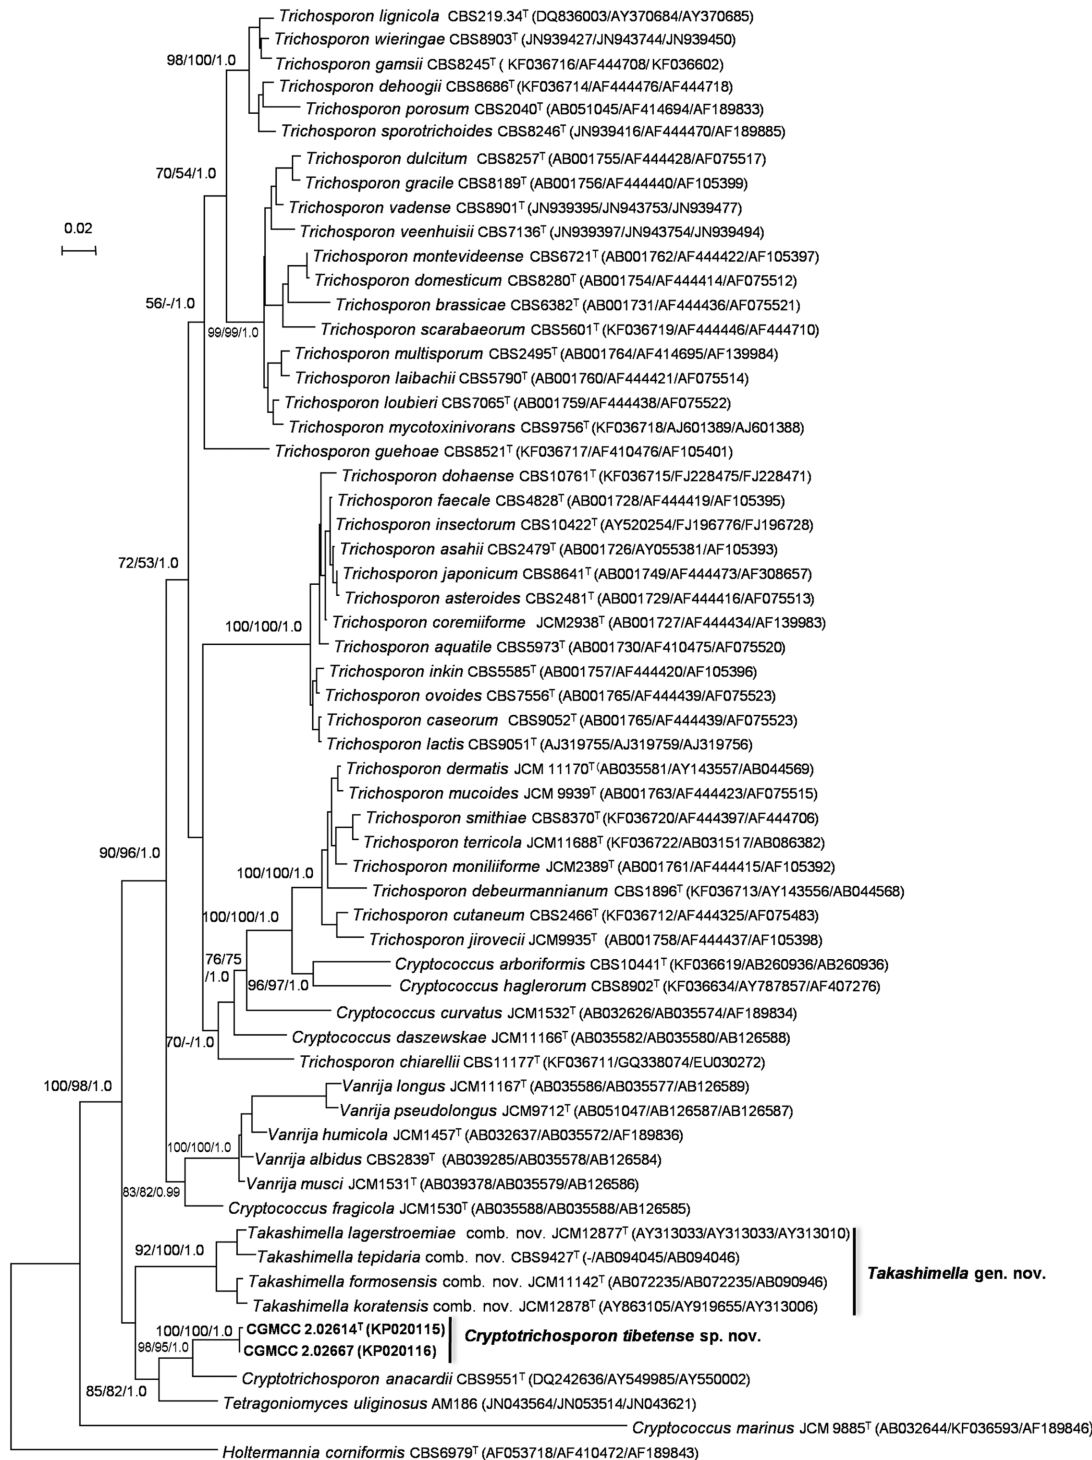 Trichosporon lignicola CBS219.34T (DQ836003/AY370684/AY370685)
Trichosporon wieringae CBS8903T (JN939427/JN943744/JN939450)
98/100/1.0
Trichosporon gamsii CBS8245T ( KF036716/AF444708/ KF036602)
Trichosporon dehoogii CBS8686T (KF036714/AF444476/AF444718)
Trichosporon porosum CBS2040T (AB051045/AF414694/AF189833)
Trichosporon sporotrichoides CBS8246T (JN939416/AF444470/AF189885)
Trichosporon dulcitum CBS8257T (AB001755/AF444428/AF075517)
70/54/1.0
Trichosporon gracile CBS8189T (AB001756/AF444440/AF105399)
Trichosporon vadense CBS8901T (JN939395/JN943753/JN939477)
0.02
Trichosporon veenhuisii CBS7136T (JN939397/JN943754/JN939494)
Trichosporon montevideense CBS6721T (AB001762/AF444422/AF105397)
Trichosporon domesticum CBS8280T (AB001754/AF444414/AF075512)
56/-/1.0
Trichosporon brassicae CBS6382T (AB001731/AF444436/AF075521)
99/99/1.0
Trichosporon scarabaeorum CBS5601T (KF036719/AF444446/AF444710)
Trichosporon multisporum CBS2495T (AB001764/AF414695/AF139984)
Trichosporon laibachii CBS5790T (AB001760/AF444421/AF075514)
Trichosporon loubieri CBS7065T (AB001759/AF444438/AF075522)
Trichosporon mycotoxinivorans CBS9756T (KF036718/AJ601389/AJ601388)
Trichosporon guehoae CBS8521T (KF036717/AF410476/AF105401)
Trichosporon dohaense CBS10761T (KF036715/FJ228475/FJ228471)
Trichosporon faecale CBS4828T (AB001728/AF444419/AF105395)
Trichosporon insectorum CBS10422T (AY520254/FJ196776/FJ196728)
Trichosporon asahii CBS2479T (AB001726/AY055381/AF105393)
72/53/1.0
Trichosporon japonicum CBS8641T (AB001749/AF444473/AF308657)
Trichosporon asteroides CBS2481T (AB001729/AF444416/AF075513)
Trichosporon coremiiforme JCM2938T (AB001727/AF444434/AF139983)
100/100/1.0
Trichosporon aquatile CBS5973T (AB001730/AF410475/AF075520)
Trichosporon inkin CBS5585T (AB001757/AF444420/AF105396)
Trichosporon ovoides CBS7556T (AB001765/AF444439/AF075523)
Trichosporon caseorum CBS9052T (AB001765/AF444439/AF075523)
Trichosporon lactis CBS9051T (AJ319755/AJ319759/AJ319756)
Trichosporon dermatis JCM 11170T(AB035581/AY143557/AB044569)
Trichosporon mucoides JCM 9939T (AB001763/AF444423/AF075515)
Trichosporon smithiae CBS8370T (KF036720/AF444397/AF444706)
Trichosporon terricola JCM11688T (KF036722/AB031517/AB086382)
90/96/1.0
Trichosporon moniliiforme JCM2389T (AB001761/AF444415/AF105392)
100/100/1.0
Trichosporon debeurmannianum CBS1896T (KF036713/AY143556/AB044568)
100/100/1.0
Trichosporon cutaneum CBS2466T (KF036712/AF444325/AF075483)
Trichosporon jirovecii JCM9935T (AB001758/AF444437/AF105398)
76/75
/1.0
Cryptococcus arboriformis CBS10441T (KF036619/AB260936/AB260936)
96/97/1.0
Cryptococcus haglerorum CBS8902T (KF036634/AY787857/AF407276)
Cryptococcus curvatus JCM1532T (AB032626/AB035574/AF189834)
70/-/1.0
Cryptococcus daszewskae JCM11166T (AB035582/AB035580/AB126588)
Trichosporon chiarellii CBS11177T (KF036711/GQ338074/EU030272)
100/98/1.0
Vanrija longus JCM11167T (AB035586/AB035577/AB126589)
Vanrija pseudolongus JCM9712T (AB051047/AB126587/AB126587)
Vanrija humicola JCM1457T (AB032637/AB035572/AF189836)
100/100/1.0
Vanrija albidus CBS2839T (AB039285/AB035578/AB126584)
Vanrija musci JCM1531T (AB039378/AB035579/AB126586)
83/82/0.99
Cryptococcus fragicola JCM1530T (AB035588/AB035588/AB126585)
Takashimella lagerstroemiae comb. nov. JCM12877T (AY313033/AY313033/AY313010)
92/100/1.0
Takashimella tepidaria comb. nov. CBS9427T (-/AB094045/AB094046)
Takashimella gen. nov.
Takashimella formosensis comb. nov. JCM11142T (AB072235/AB072235/AB090946)
Takashimella koratensis comb. nov. JCM12878T (AY863105/AY919655/AY313006)
100/100/1.0
CGMCC 2.02614T (KP020115)
Cryptotrichosporon tibetense sp. nov.
98/95/1.0
CGMCC 2.02667 (KP020116)
Cryptotrichosporon anacardii CBS9551T (DQ242636/AY549985/AY550002)
85/82/1.0
Tetragoniomyces uliginosus AM186 (JN043564/JN053514/JN043621)
Cryptococcus marinus JCM 9885T (AB032644/KF036593/AF189846)
Holtermannia corniformis CBS6979T (AF053718/AF410472/AF189843)